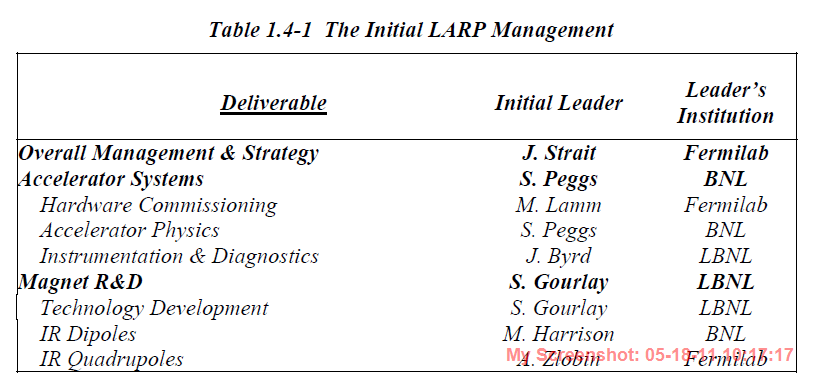 Table 1.4-1 The Initial LARP Management
Deliverable Initial Leader Leader's Institution
Overall Management & Strategy J. Strait Fermilab
Accelerator Systems S. Peggs BNL
Hardware Commissioning M. Lamm Fermilab
Accelerator Physics S. Peggs BNL
Instrumentation & Diagnostics J. Byrd LBNL
Magnet R&D S. Gourlay LBNL
Technology Development S. Gourlay LBNL
IR Dipoles M. Harrison BNL
IR Quadrupoles A. Zlobin Fermilab
My Screenshot: 05-18-11 10:17:17